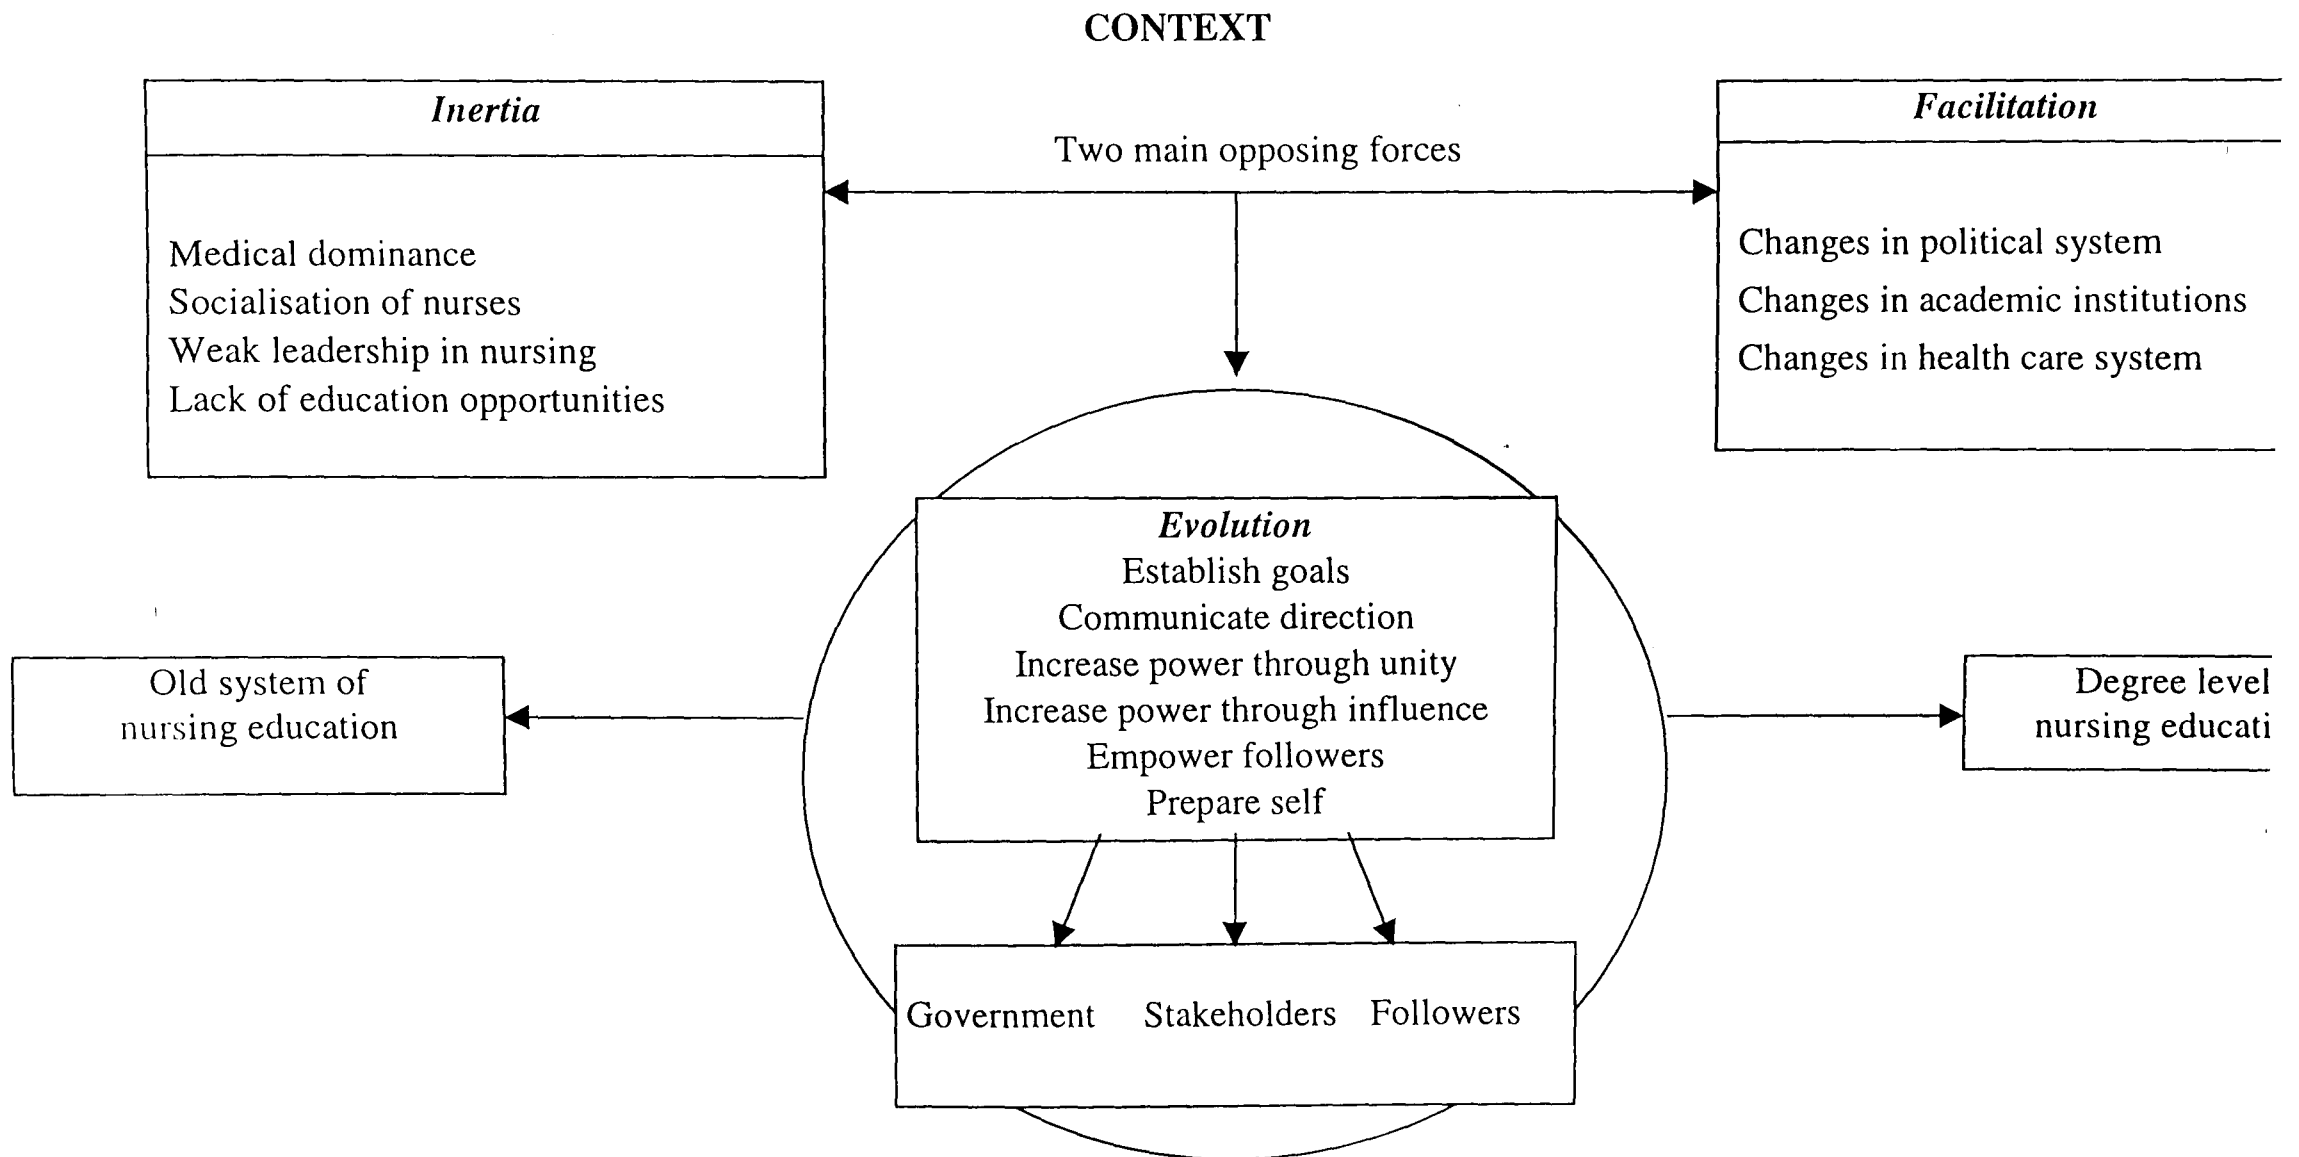 CONTEXT
Inertia
Medical dominance
Socialisation of nurses
Weak leadership in nursing
Lack of education opportunities
Two main opposing forces
Facilitation
Changes in political system
Changes in academic institutions
Changes in health care system
Evolution
Establish goals
Communicate direction
Increase power through unity
Increase power through influence
Empower followers
Prepare self
Old system of
nursing education
Degree level
nursing educati
Government Stakeholders Followers